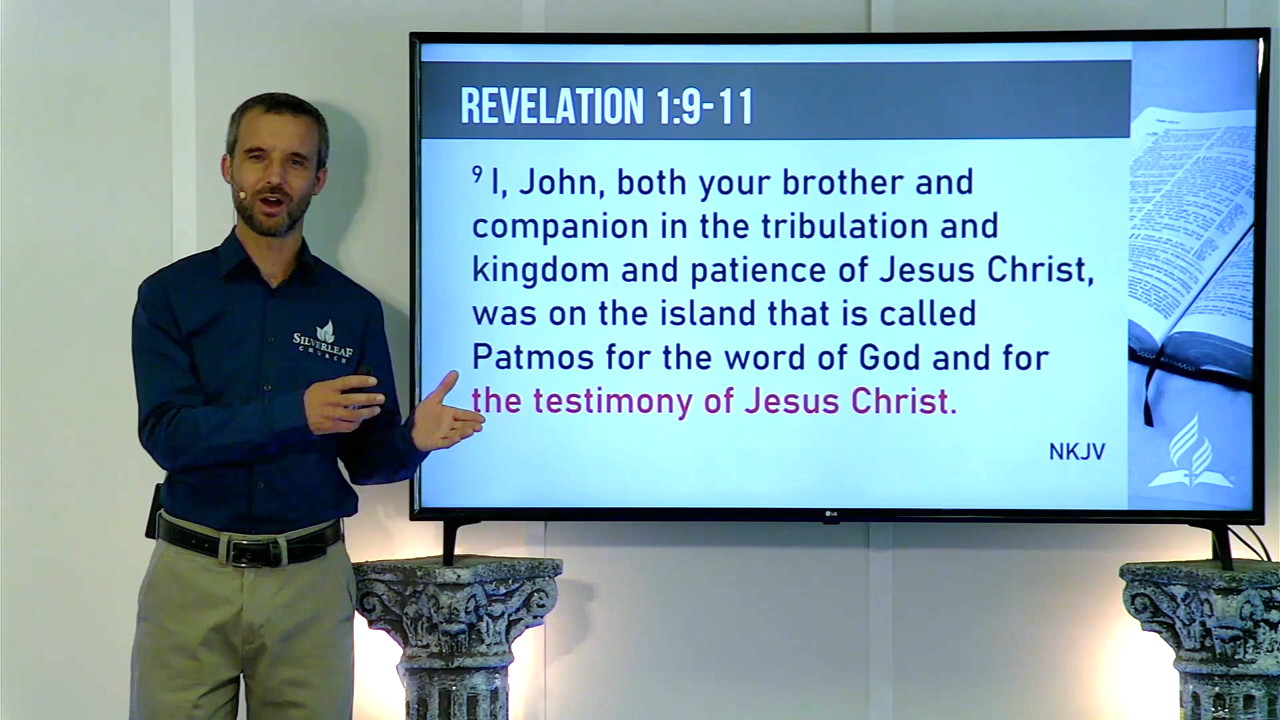 REVELATION 1:9-11
⁹ I, John, both your brother and
companion in the tribulation and
kingdom and patience of Jesus Christ,
was on the island that is called
Patmos for the word of God and for
the testimony of Jesus Christ.
NKJV
SILVERLEAF
CHURCH
LG